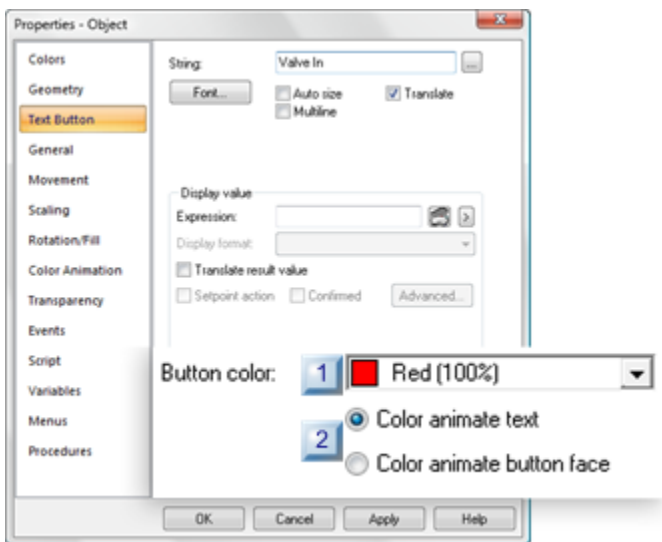 Properties - Object
Colors
Geometry
Text Button
General
Movement
Scaling
Rotation/Fill
Color Animation
Transparency
Events
Script
Variables
Menus
Procedures
String: Valve In ...
Font... Auto size Translate
Multiline
Display value
Expression: >
Display format:
Translate result value
Setpoint action Confirmed Advanced...
Button color: 1 Red (100%)
2 Color animate text
Color animate button face
OK Cancel Apply Help